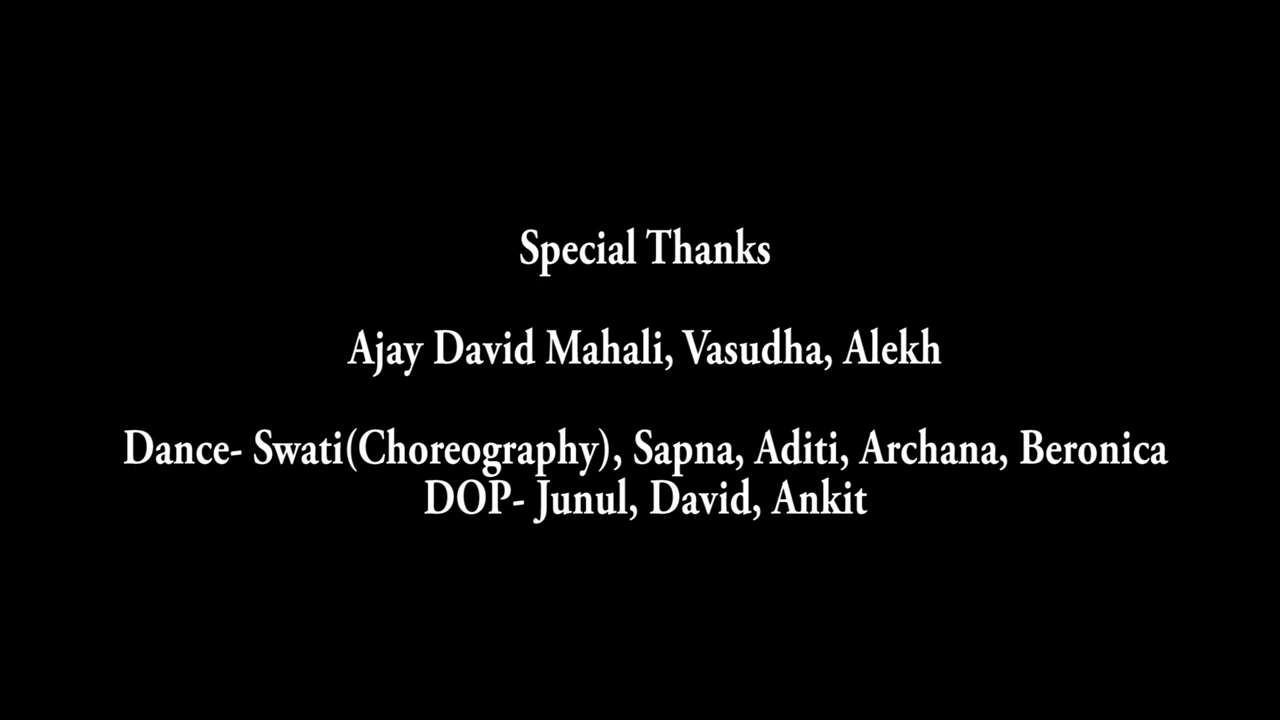 Special Thanks
Ajay David Mahali, Vasudha, Alekh
Dance- Swati(Choreography), Sapna, Aditi, Archana, Beronica
DOP- Junul, David, Ankit